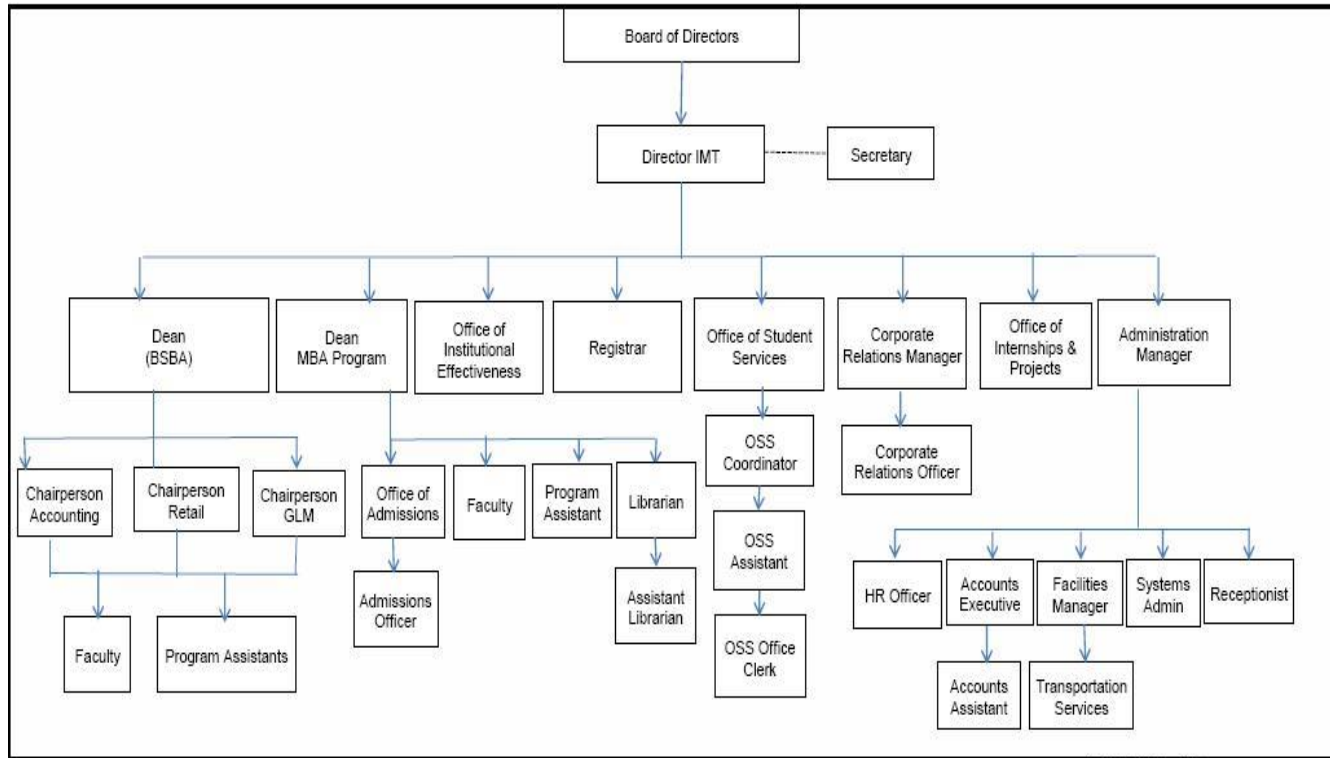 Board of Directors
Director IMT
Secretary
Dean
(BSBA)
Dean
MBA Program
Office of
Institutional
Effectiveness
Registrar
Office of Student
Services
Corporate
Relations Manager
Office of
Internships &
Projects
Administration
Manager
Chairperson
Accounting
Chairperson
Retail
Chairperson
GLM
Office of
Admissions
Faculty
Program
Assistant
Librarian
OSS
Coordinator
Corporate
Relations Officer
Admissions
Officer
Assistant
Librarian
OSS
Assistant
HR Officer
Accounts
Executive
Facilities
Manager
Systems
Admin
Receptionist
Faculty
Program Assistants
OSS Office
Clerk
Accounts
Assistant
Transportation
Services